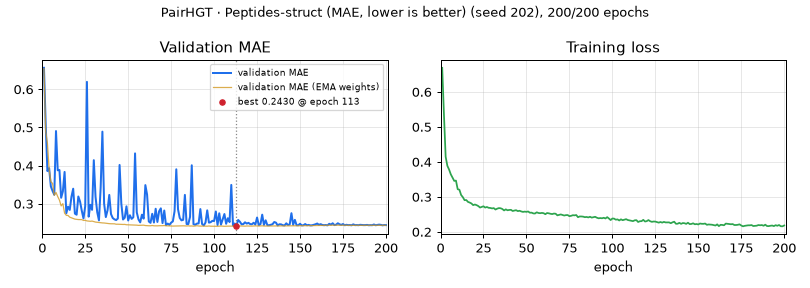 PairHGT · Peptides-struct (MAE, lower is better) (seed 202), 200/200 epochs
Validation MAE
0.6
0.5
0.4
0.3
0 25 50 75 100 125 150 175 200
epoch
validation MAE
validation MAE (EMA weights)
best 0.2430 @ epoch 113
Training loss
0.6
0.5
0.4
0.3
0.2
0 25 50 75 100 125 150 175 200
epoch